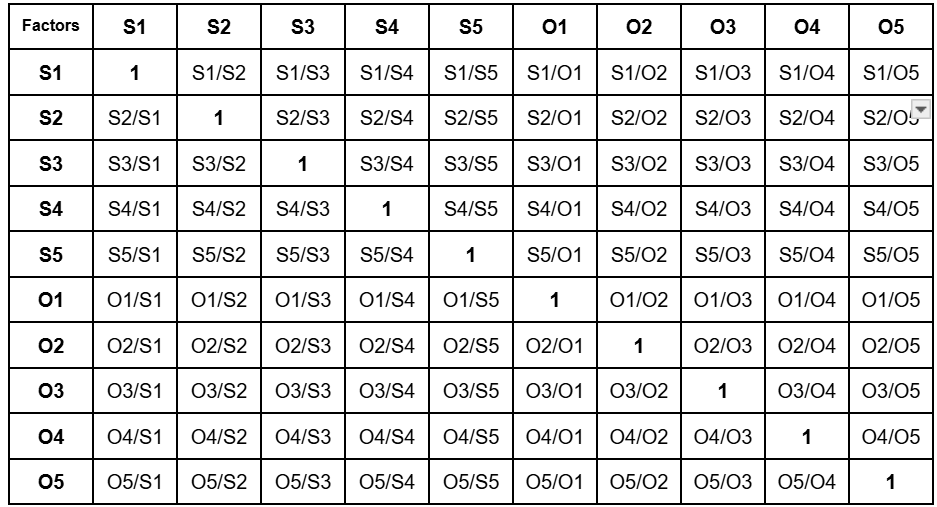 Factors S1 S2 S3 S4 S5 O1 O2 O3 O4 O5
S1 1 S1/S2 S1/S3 S1/S4 S1/S5 S1/O1 S1/O2 S1/O3 S1/O4 S1/O5
S2 S2/S1 1 S2/S3 S2/S4 S2/S5 S2/O1 S2/O2 S2/O3 S2/O4 S2/O5
S3 S3/S1 S3/S2 1 S3/S4 S3/S5 S3/O1 S3/O2 S3/O3 S3/O4 S3/O5
S4 S4/S1 S4/S2 S4/S3 1 S4/S5 S4/O1 S4/O2 S4/O3 S4/O4 S4/O5
S5 S5/S1 S5/S2 S5/S3 S5/S4 1 S5/O1 S5/O2 S5/O3 S5/O4 S5/O5
O1 O1/S1 O1/S2 O1/S3 O1/S4 O1/S5 1 O1/O2 O1/O3 O1/O4 O1/O5
O2 O2/S1 O2/S2 O2/S3 O2/S4 O2/S5 O2/O1 1 O2/O3 O2/O4 O2/O5
O3 O3/S1 O3/S2 O3/S3 O3/S4 O3/S5 O3/O1 O3/O2 1 O3/O4 O3/O5
O4 O4/S1 O4/S2 O4/S3 O4/S4 O4/S5 O4/O1 O4/O2 O4/O3 1 O4/O5
O5 O5/S1 O5/S2 O5/S3 O5/S4 O5/S5 O5/O1 O5/O2 O5/O3 O5/O4 1